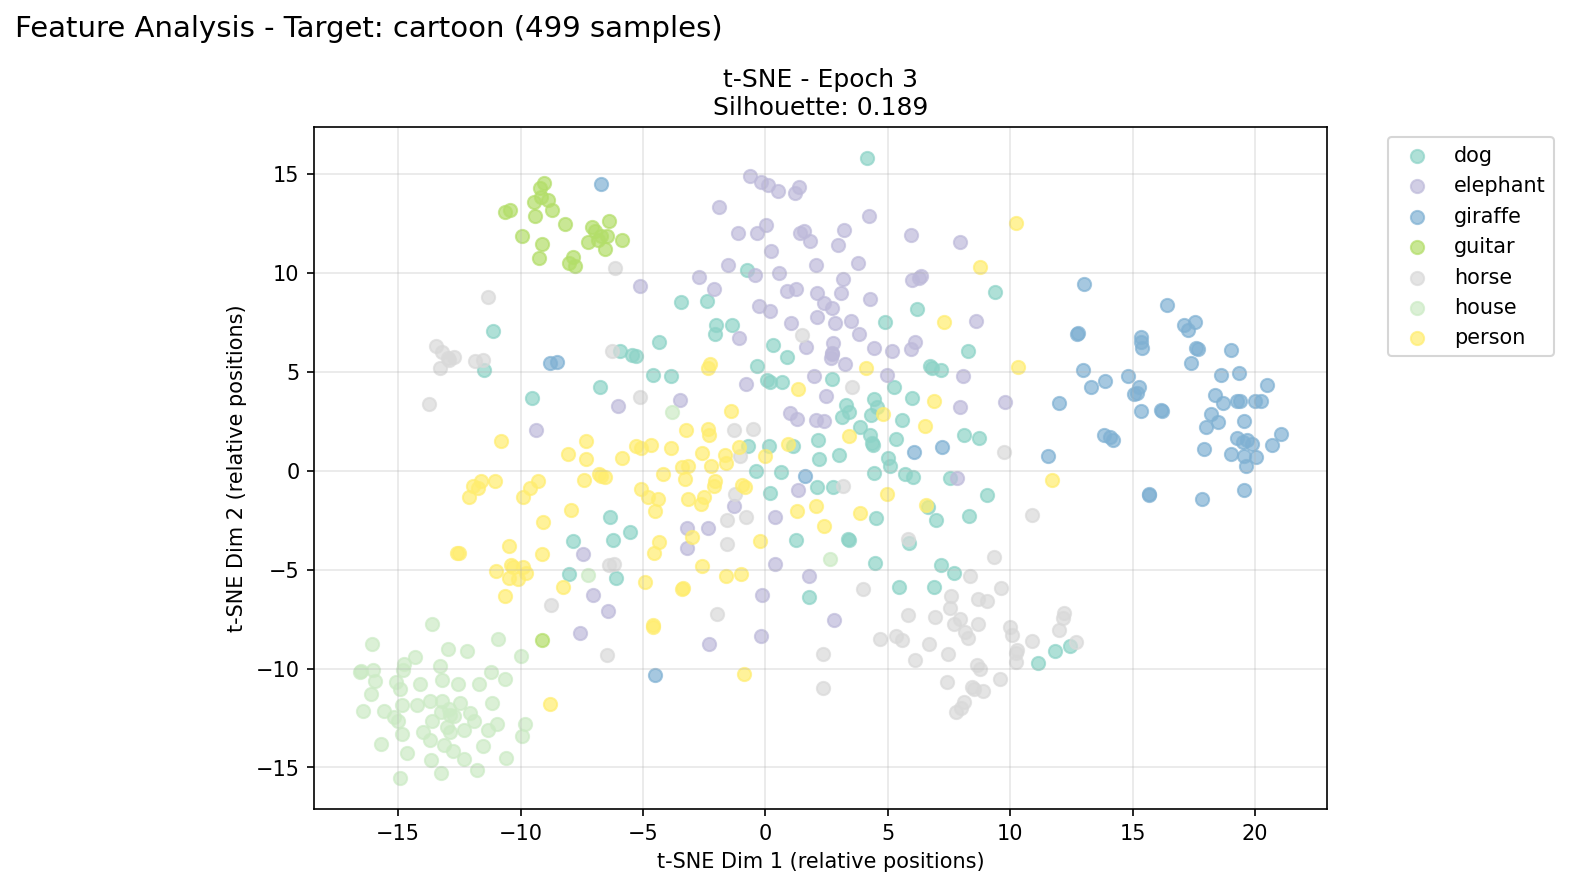 Feature Analysis - Target: cartoon (499 samples)
t-SNE - Epoch 3
Silhouette: 0.189
dog
elephant
giraffe
guitar
horse
house
person
t-SNE Dim 2 (relative positions)
15
10
5
0
−5
−10
−15
−15
−10
−5
0
5
10
15
20
t-SNE Dim 1 (relative positions)